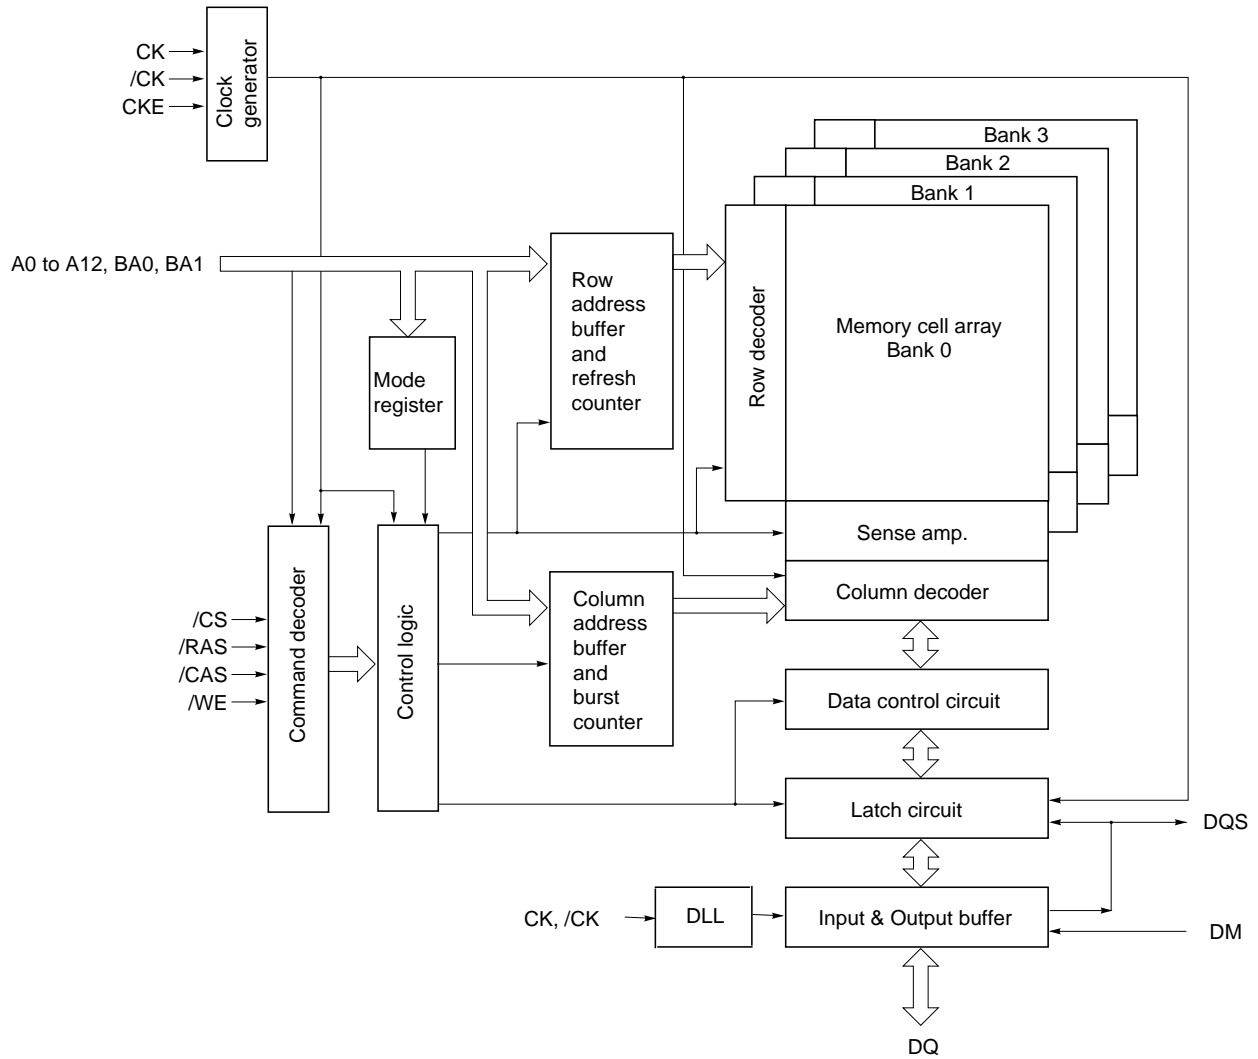 CK
/CK
CKE
Clock
generator
Bank 3
Bank 2
Bank 1
A0 to A12, BA0, BA1
Row
address
buffer
and
refresh
counter
Row decoder
Memory cell array
Bank 0
Mode
register
Sense amp.
Column decoder
Command decoder
Control logic
Column
address
buffer
and
burst
counter
/CS
/RAS
/CAS
/WE
Data control circuit
Latch circuit
DQS
CK, /CK
DLL
Input & Output buffer
DM
DQ